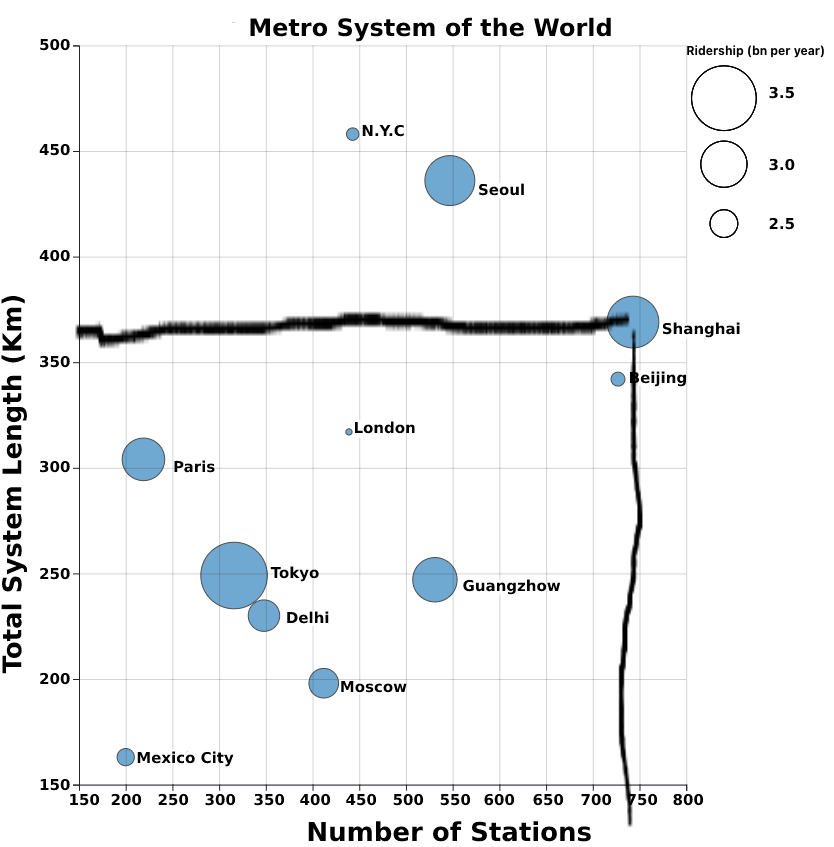 Metro System of the World
Ridership (bn per year)
3.5
3.0
2.5
500
450
400
350
300
250
200
150
Total System Length (Km)
N.Y.C
Seoul
Shanghai
Beijing
London
Paris
Tokyo
Guangzhow
Delhi
Moscow
Mexico City
150 200 250 300 350 400 450 500 550 600 650 700 750 800
Number of Stations